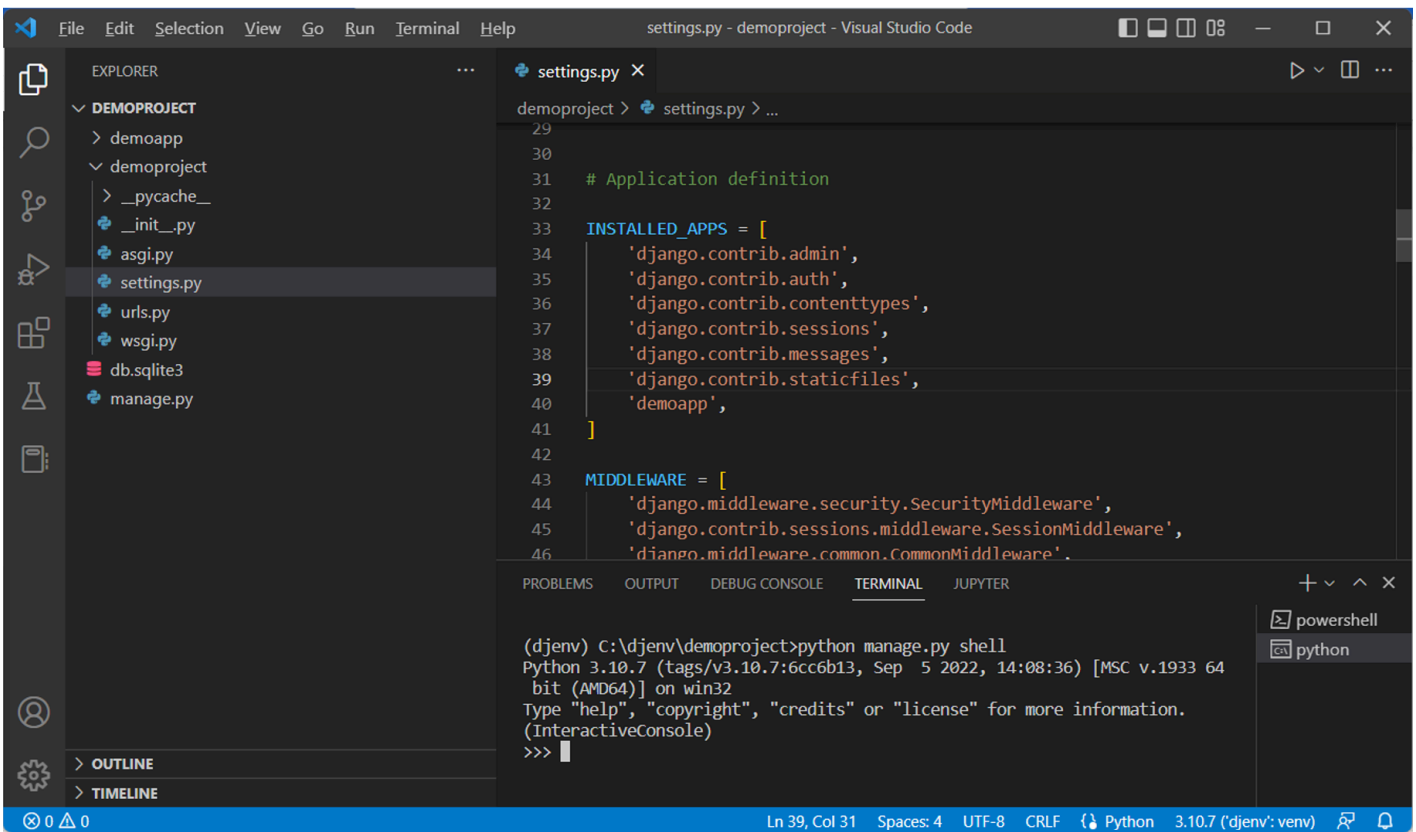 File Edit Selection View Go Run Terminal Help settings.py - demoproject - Visual Studio Code
EXPLORER
DEMOPROJECT
demoapp
demoproject
__pycache__
__init__.py
asgi.py
settings.py
urls.py
wsgi.py
db.sqlite3
manage.py
OUTLINE
TIMELINE
settings.py
demoproject > settings.py > ...
29
30
31 # Application definition
32
33 INSTALLED_APPS = [
34     'django.contrib.admin',
35     'django.contrib.auth',
36     'django.contrib.contenttypes',
37     'django.contrib.sessions',
38     'django.contrib.messages',
39     'django.contrib.staticfiles',
40     'demoapp',
41 ]
42
43 MIDDLEWARE = [
44     'django.middleware.security.SecurityMiddleware',
45     'django.contrib.sessions.middleware.SessionMiddleware',
46     'django.middleware.common.CommonMiddleware',
PROBLEMS OUTPUT DEBUG CONSOLE TERMINAL JUPYTER
(djenv) C:\djenv\demoproject>python manage.py shell
Python 3.10.7 (tags/v3.10.7:6cc6b13, Sep  5 2022, 14:08:36) [MSC v.1933 64
 bit (AMD64)] on win32
Type "help", "copyright", "credits" or "license" for more information.
(InteractiveConsole)
>>>
powershell
python
0 0 Ln 39, Col 31 Spaces: 4 UTF-8 CRLF Python 3.10.7 ('djenv': venv)